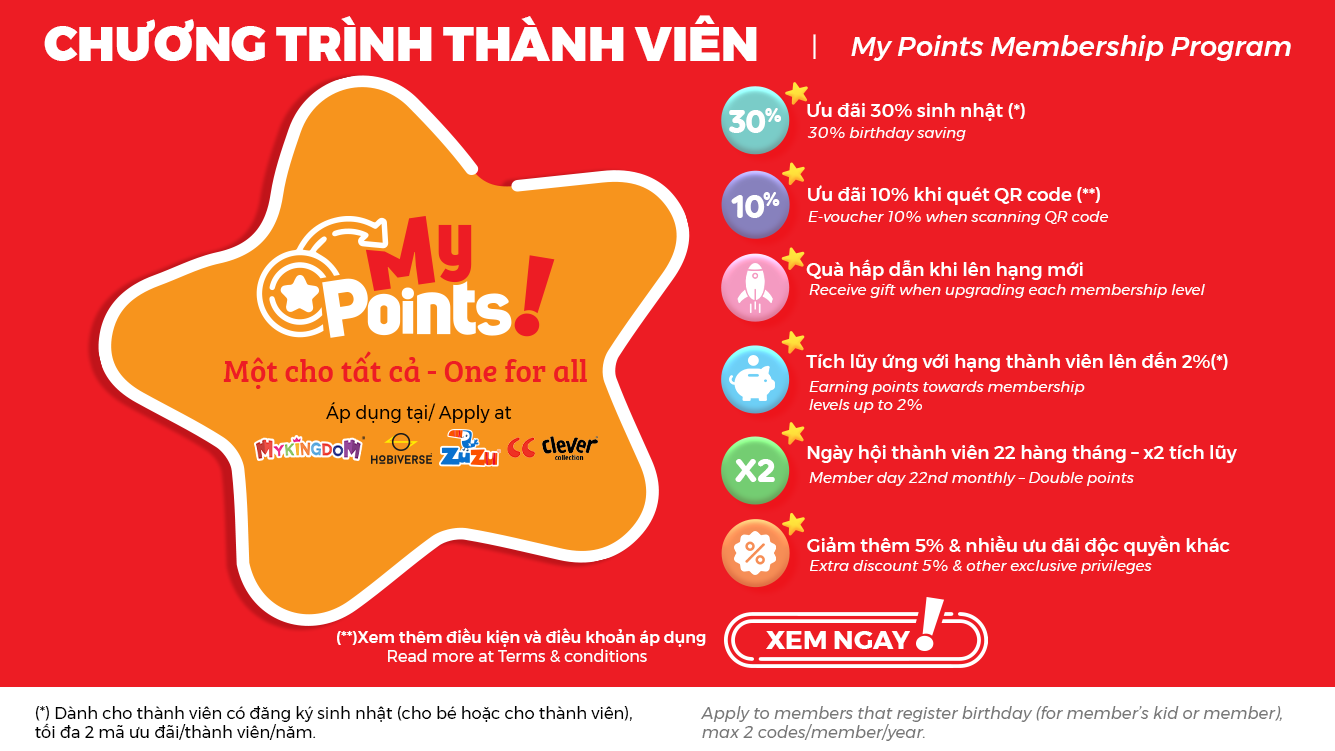 CHƯƠNG TRÌNH THÀNH VIÊN | My Points Membership Program
My
Points!
Một cho tất cả - One for all
Áp dụng tại/ Apply at
MYKINGDOM® HOBIVERSE ZuZu clever collection
30%
Ưu đãi 30% sinh nhật (*)
30% birthday saving
10%
Ưu đãi 10% khi quét QR code (**)
E-voucher 10% when scanning QR code
Quà hấp dẫn khi lên hạng mới
Receive gift when upgrading each membership level
Tích lũy ứng với hạng thành viên lên đến 2%(*)
Earning points towards membership
levels up to 2%
X2
Ngày hội thành viên 22 hàng tháng – x2 tích lũy
Member day 22nd monthly – Double points
%
Giảm thêm 5% & nhiều ưu đãi độc quyền khác
Extra discount 5% & other exclusive privileges
(**)Xem thêm điều kiện và điều khoản áp dụng
Read more at Terms & conditions
XEM NGAY!
(*) Dành cho thành viên có đăng ký sinh nhật (cho bé hoặc cho thành viên),
tối đa 2 mã ưu đãi/thành viên/năm.
Apply to members that register birthday (for member's kid or member),
max 2 codes/member/year.